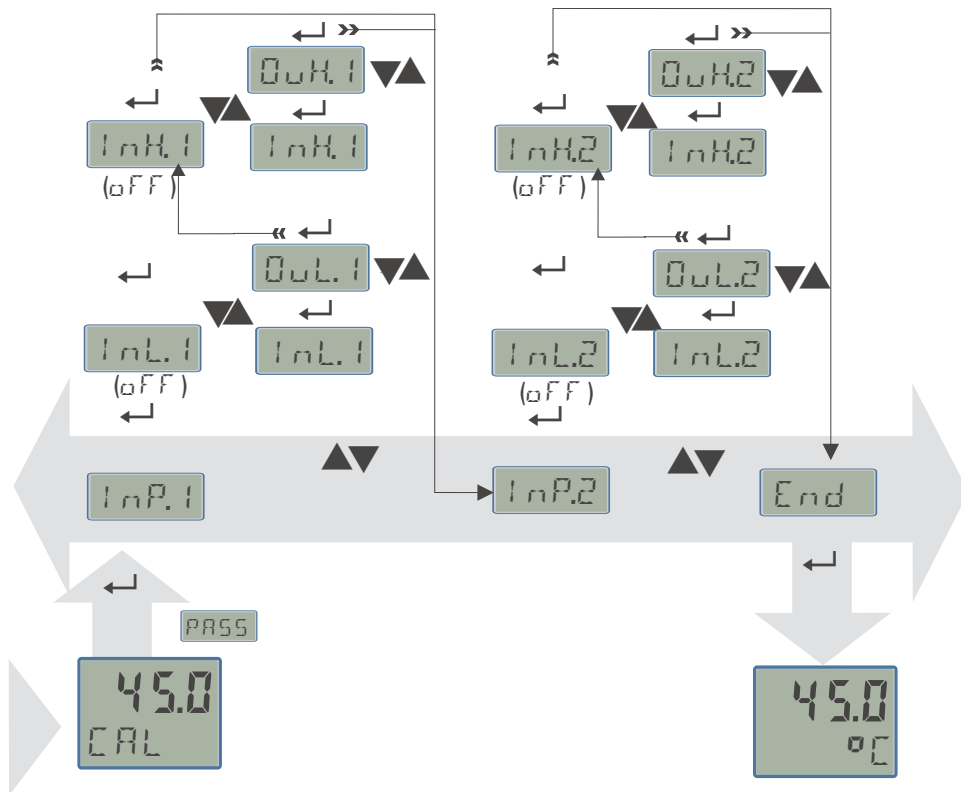 OuH.1
OuH.2
InH.1
InH.1
InH.2
InH.2
(oFF)
(oFF)
OuL.1
OuL.2
InL.1
InL.1
InL.2
InL.2
(oFF)
(oFF)
InP.1
InP.2
End
PASS
45.0
CAL
45.0
°C